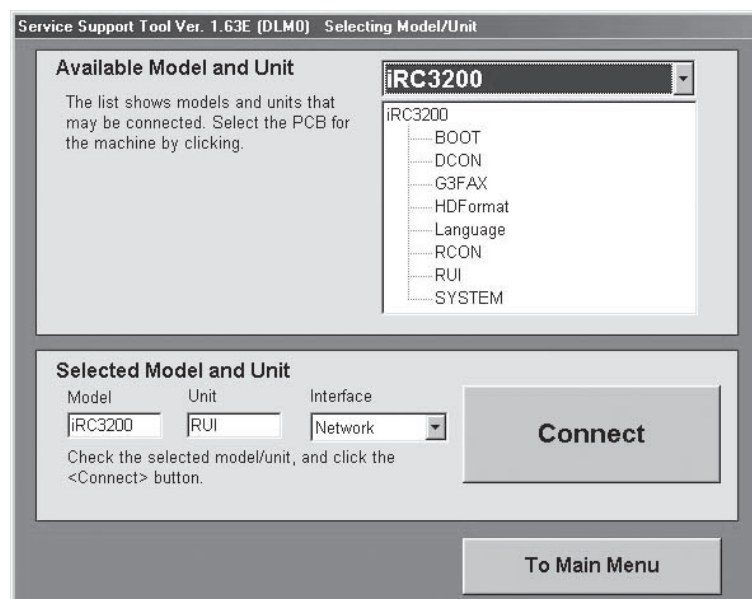 Service Support Tool Ver. 1.63E (DLM0) Selecting Model/Unit
Available Model and Unit
The list shows models and units that
may be connected. Select the PCB for
the machine by clicking.
iRC3200
iRC3200
BOOT
DCON
G3FAX
HDFormat
Language
RCON
RUI
SYSTEM
Selected Model and Unit
Model Unit Interface
iRC3200 RUI Network
Check the selected model/unit, and click the
<Connect> button.
Connect
To Main Menu